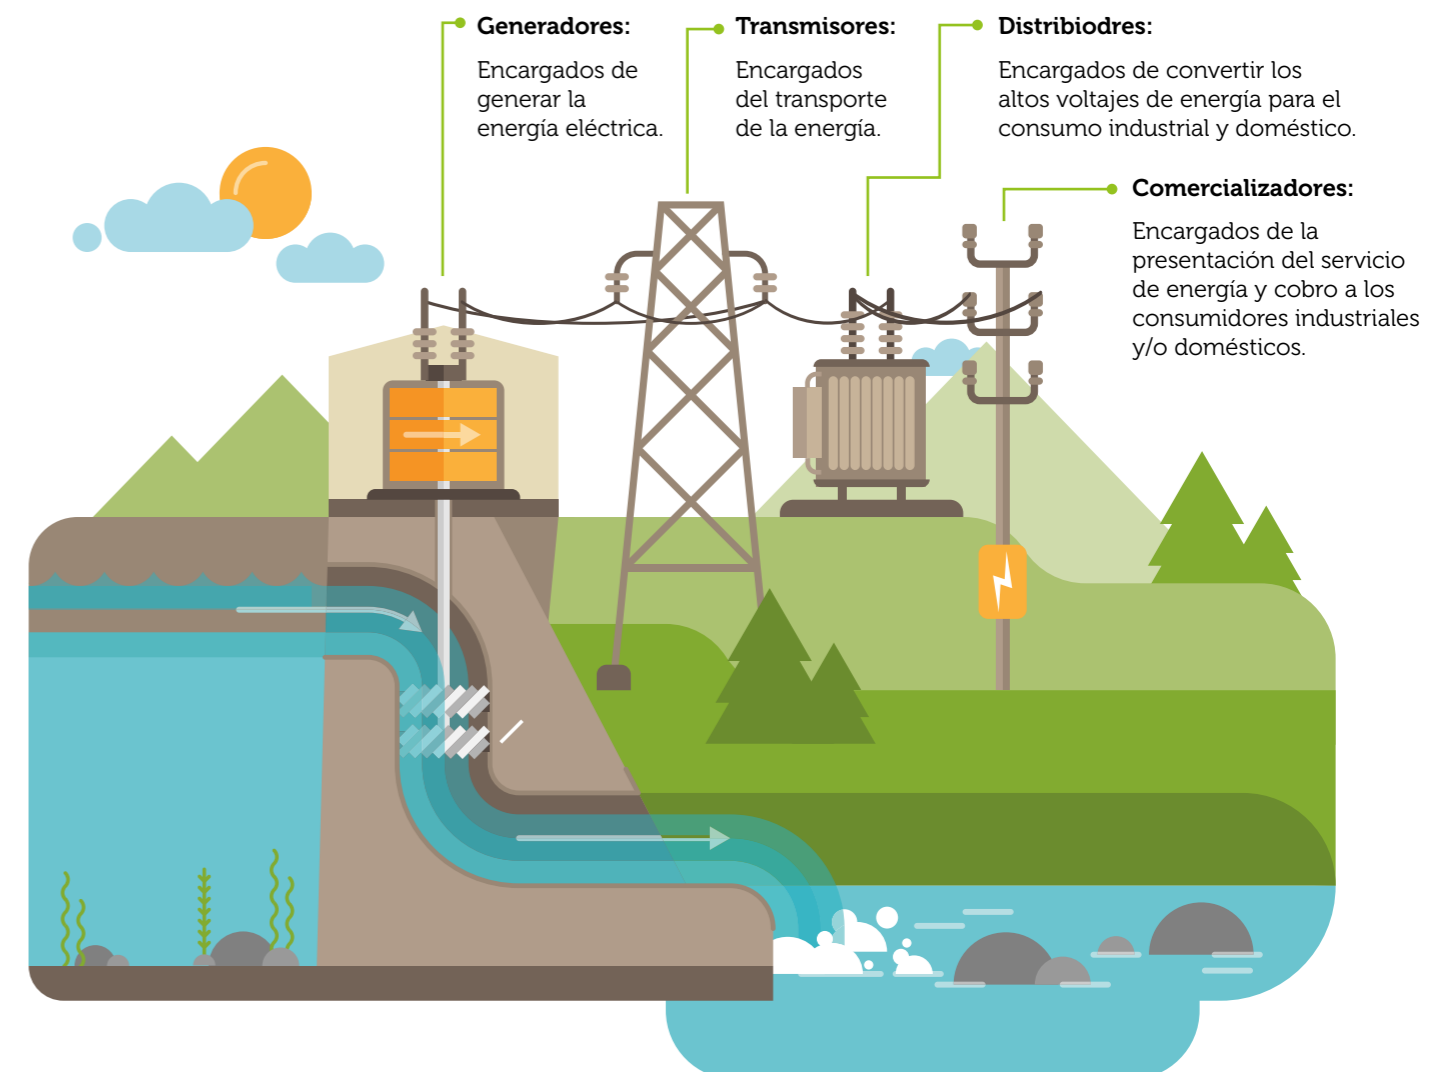 Generadores:
Encargados de
generar la
energía eléctrica.
Transmisores:
Encargados
del transporte
de la energía.
Distribiodres:
Encargados de convertir los
altos voltajes de energía para el
consumo industrial y doméstico.
Comercializadores:
Encargados de la
presentación del servicio
de energía y cobro a los
consumidores industriales
y/o domésticos.